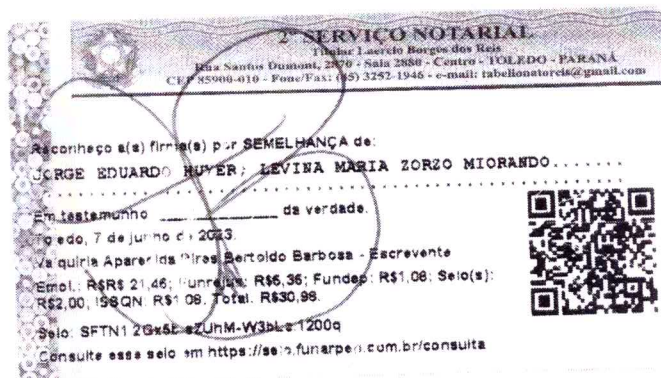 2º SERVIÇO NOTARIAL
Titular Laercio Borges dos Reis
Rua Santos Dumont, 2870 - Sala 2880 - Centro - TOLEDO - PARANÁ
CEP 85900-010 - Fone/Fax: (45) 3252-1946 - e-mail: tabelionatoreis@gmail.com
Reconheço a(s) firma(s) por SEMELHANÇA de:
JORGE EDUARDO HUYER; LEVINA MARIA ZORZO MIORANDO.......
Em testemunho ____________ da verdade.
Toledo, 7 de junho de
Valquiria Aparecida Pires Bertoldo Barbosa - Escrevente
Emol.: R$R$ 21,46; Funrejus: R$5,36; Fundep: R$1,08; Selo(s):
R$2,00; ISSQN: R$1,08. Total: R$30,98.
Selo:
Consulte esse selo em https://selo.funarpen.com.br/consulta